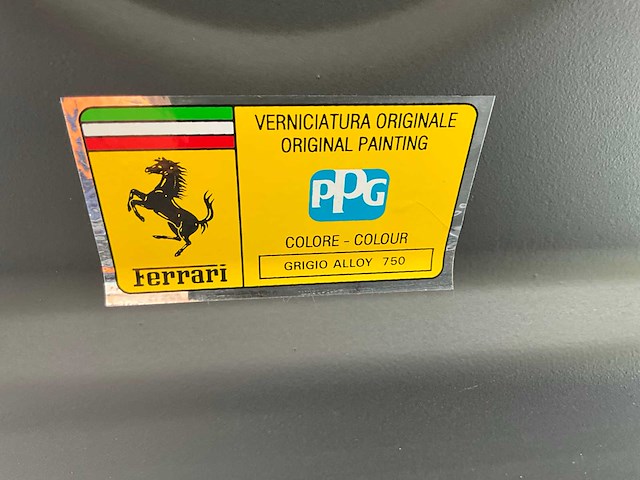 VERNICIATURA ORIGINALE
ORIGINAL PAINTING
PPG
COLORE - COLOUR
GRIGIO ALLOY 750
Ferrari